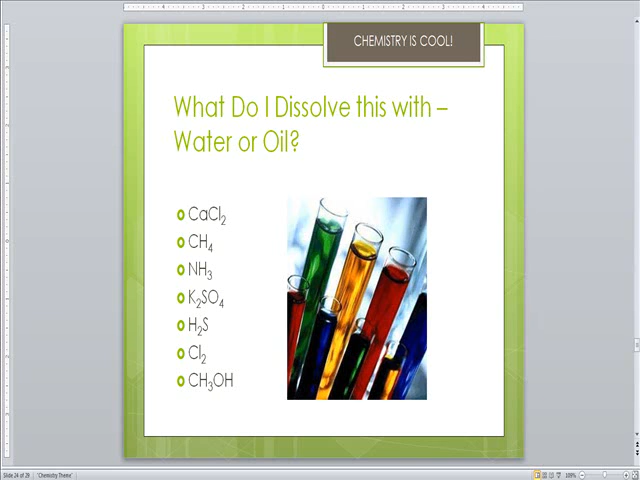 CHEMISTRY IS COOL!
What Do I Dissolve this with –
Water or Oil?
CaCl₂
CH₄
NH₃
K₂SO₄
H₂S
Cl₂
CH₃OH
Slide 24 of 29 "Chemistry Theme"